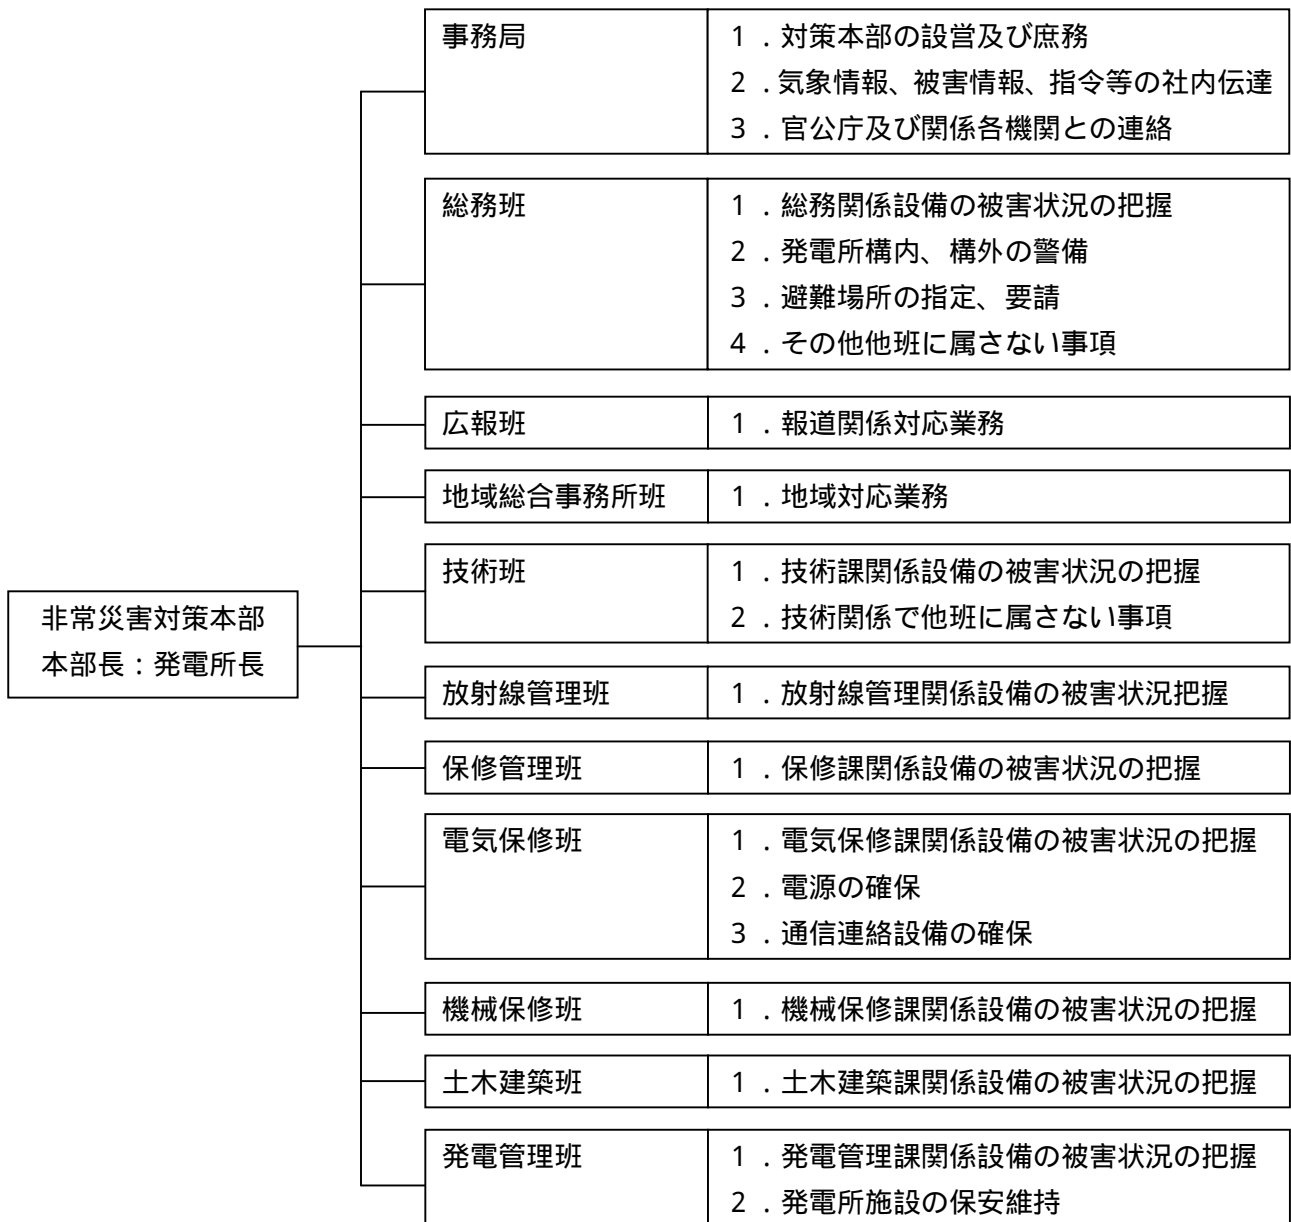 事務局
1．対策本部の設営及び庶務
2．気象情報、被害情報、指令等の社内伝達
3．官公庁及び関係各機関との連絡
総務班
1．総務関係設備の被害状況の把握
2．発電所構内、構外の警備
3．避難場所の指定、要請
4．その他他班に属さない事項
広報班
1．報道関係対応業務
地域総合事務所班
1．地域対応業務
非常災害対策本部
本部長：発電所長
技術班
1．技術課関係設備の被害状況の把握
2．技術関係で他班に属さない事項
放射線管理班
1．放射線管理関係設備の被害状況把握
保修管理班
1．保修課関係設備の被害状況の把握
電気保修班
1．電気保修課関係設備の被害状況の把握
2．電源の確保
3．通信連絡設備の確保
機械保修班
1．機械保修課関係設備の被害状況の把握
土木建築班
1．土木建築課関係設備の被害状況の把握
発電管理班
1．発電管理課関係設備の被害状況の把握
2．発電所施設の保安維持